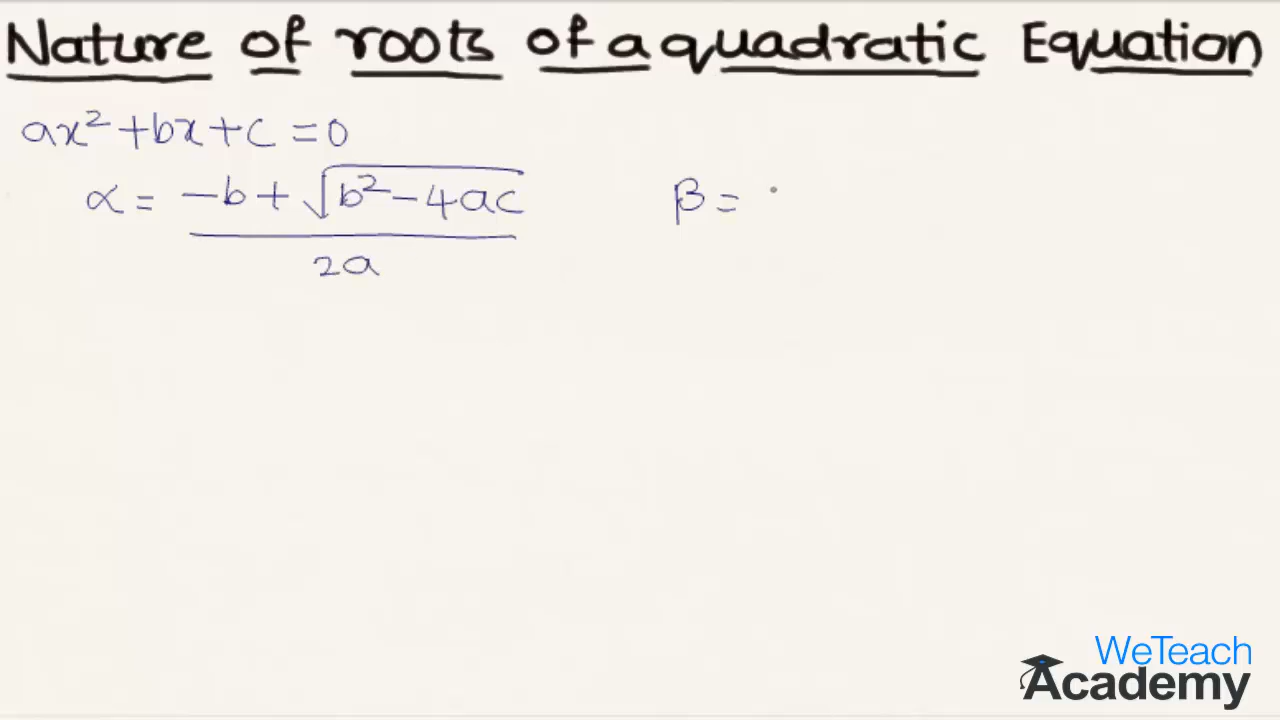 Nature of roots of a quadratic Equation
ax² + bx + c = 0
α = -b + √b² - 4ac β =
2a
WeTeach
Academy